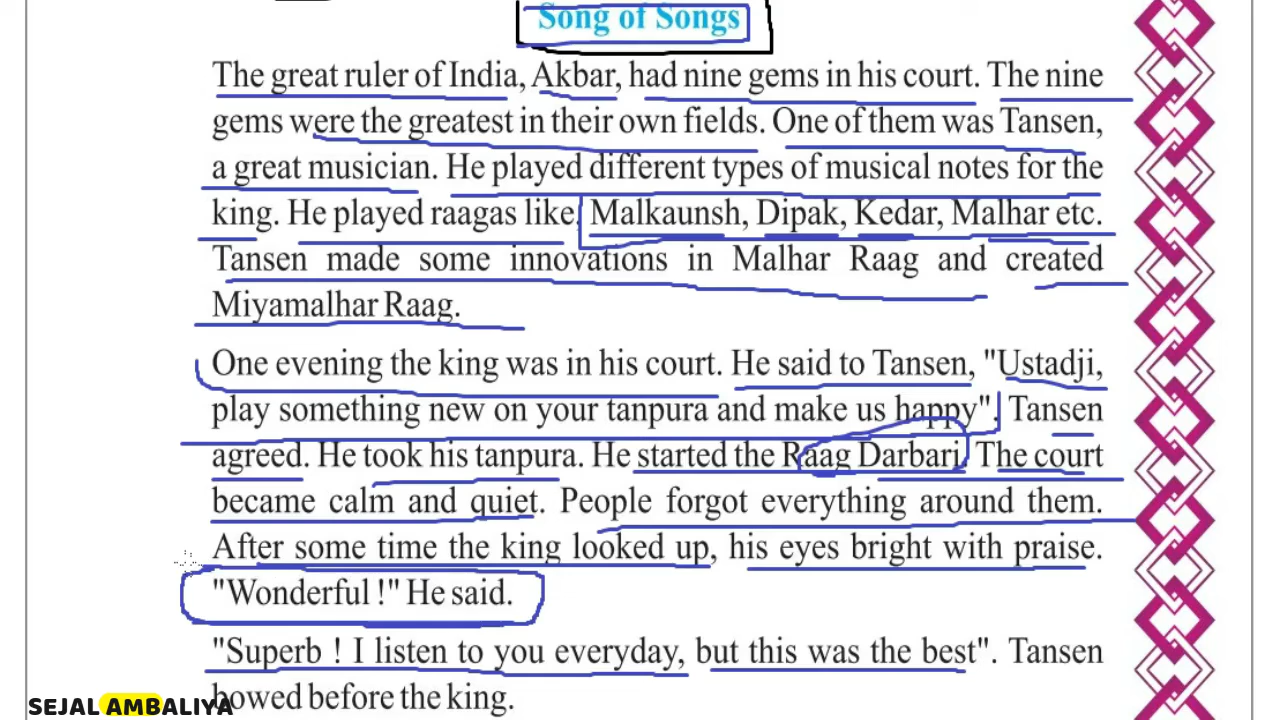 Song of Songs
The great ruler of India, Akbar, had nine gems in his court. The nine
gems were the greatest in their own fields. One of them was Tansen,
a great musician. He played different types of musical notes for the
king. He played raagas like Malkaunsh, Dipak, Kedar, Malhar etc.
Tansen made some innovations in Malhar Raag and created
Miyamalhar Raag.
One evening the king was in his court. He said to Tansen, "Ustadji,
play something new on your tanpura and make us happy". Tansen
agreed. He took his tanpura. He started the Raag Darbari. The court
became calm and quiet. People forgot everything around them.
After some time the king looked up, his eyes bright with praise.
"Wonderful !" He said.
"Superb ! I listen to you everyday, but this was the best". Tansen
bowed before the king.
SEJAL AMBALIYA